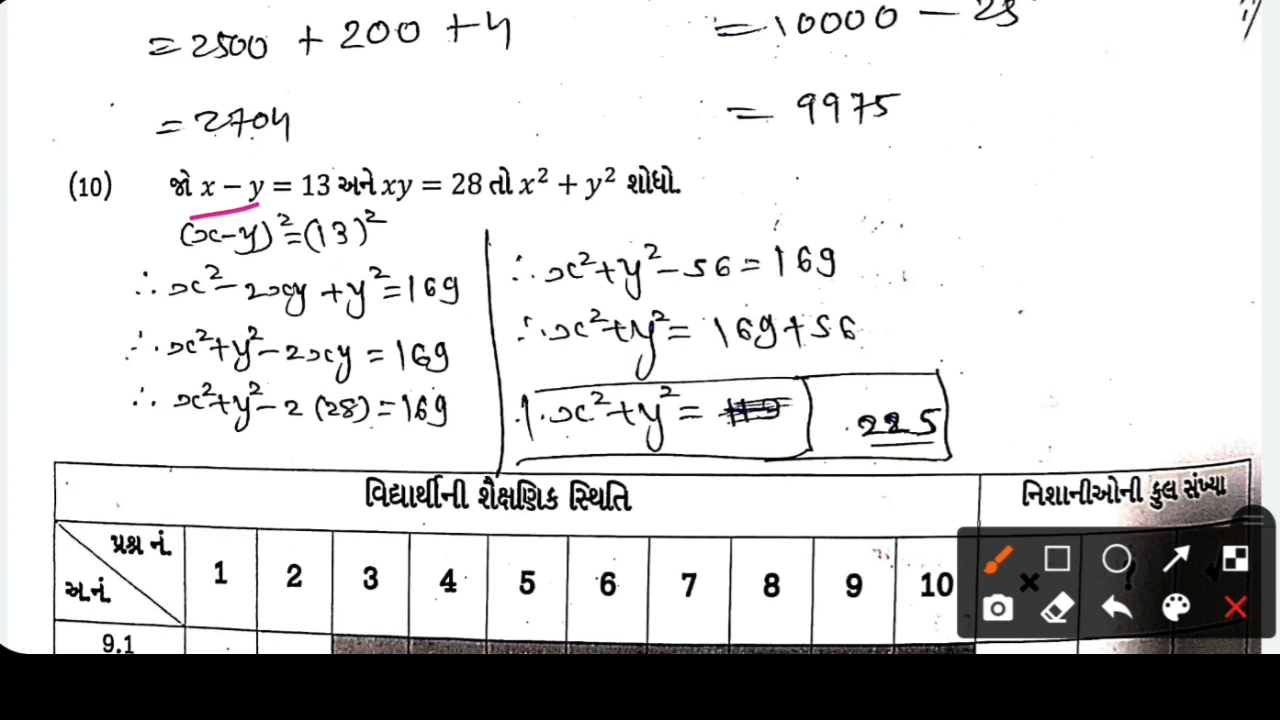 = 2500 + 200 + 4
= 10000 - 25
= 2704
= 9975
(10) જો x − y = 13 અને xy = 28 તો x² + y² શોધો.
(x-y)² = (13)²
∴ x² - 2xy + y² = 169
∴ x² + y² - 2xy = 169
∴ x² + y² - 2 (28) = 169
∴ x² + y² - 56 = 169
∴ x² + y² = 169 + 56
∴ x² + y² = 225
વિદ્યાર્થીની શૈક્ષણિક સ્થિતિ
નિશાનીઓની કુલ સંખ્યા
પ્રશ્ન નં. 1 2 3 4 5 6 7 8 9 10
અ.નં.
9.1